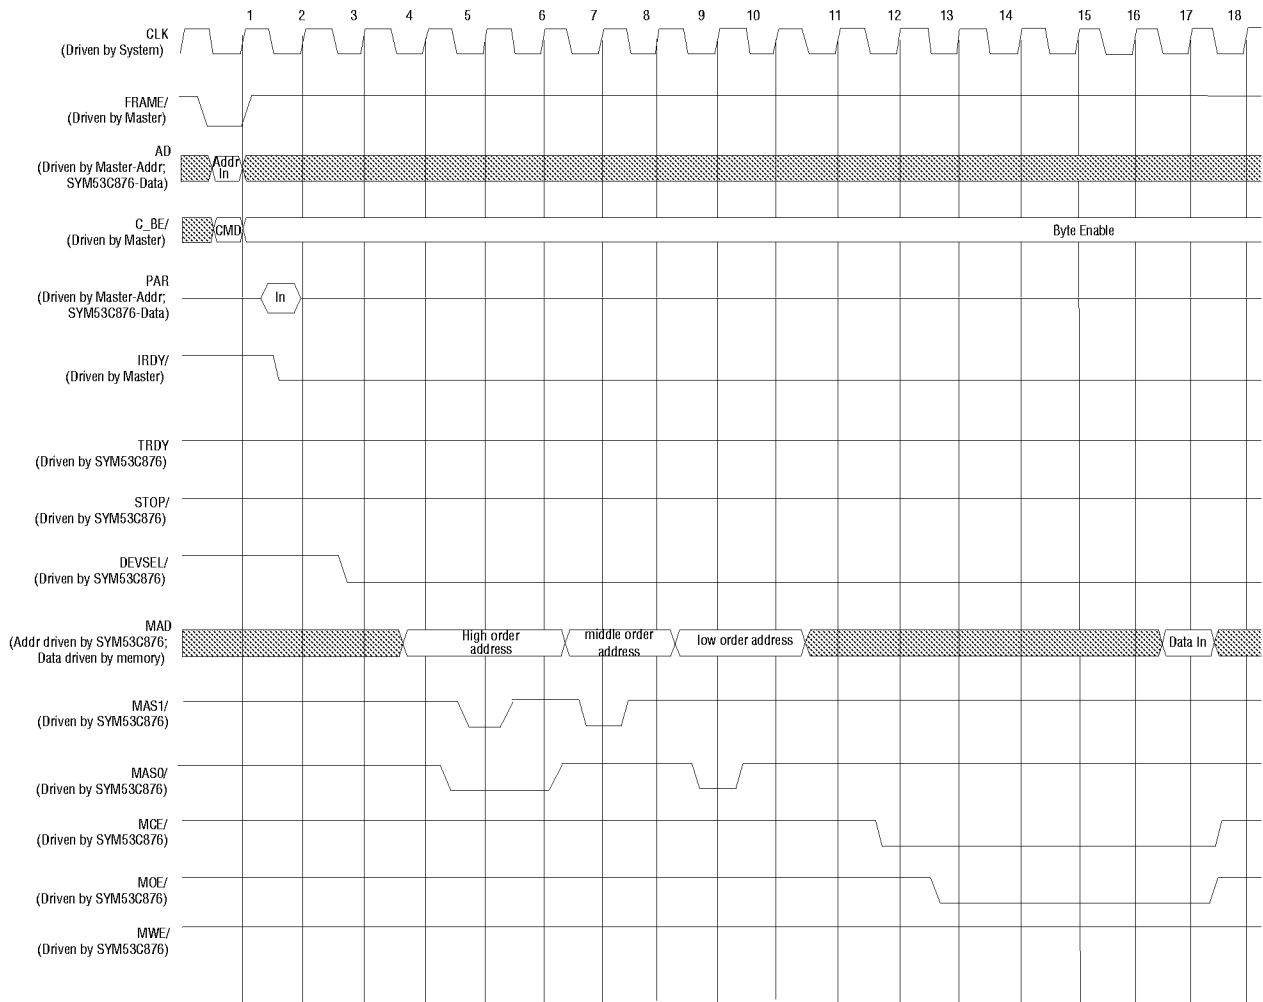 1 2 3 4 5 6 7 8 9 10 11 12 13 14 15 16 17 18
CLK
(Driven by System)
FRAME/
(Driven by Master)
AD
(Driven by Master-Addr;
SYM53C876-Data)
Addr
In
C_BE/
(Driven by Master)
CMD
Byte Enable
PAR
(Driven by Master-Addr;
SYM53C876-Data)
In
IRDY/
(Driven by Master)
TRDY
(Driven by SYM53C876)
STOP/
(Driven by SYM53C876)
DEVSEL/
(Driven by SYM53C876)
MAD
(Addr driven by SYM53C876;
Data driven by memory)
High order
address
middle order
address
low order address
Data In
MAS1/
(Driven by SYM53C876)
MAS0/
(Driven by SYM53C876)
MCE/
(Driven by SYM53C876)
MOE/
(Driven by SYM53C876)
MWE/
(Driven by SYM53C876)